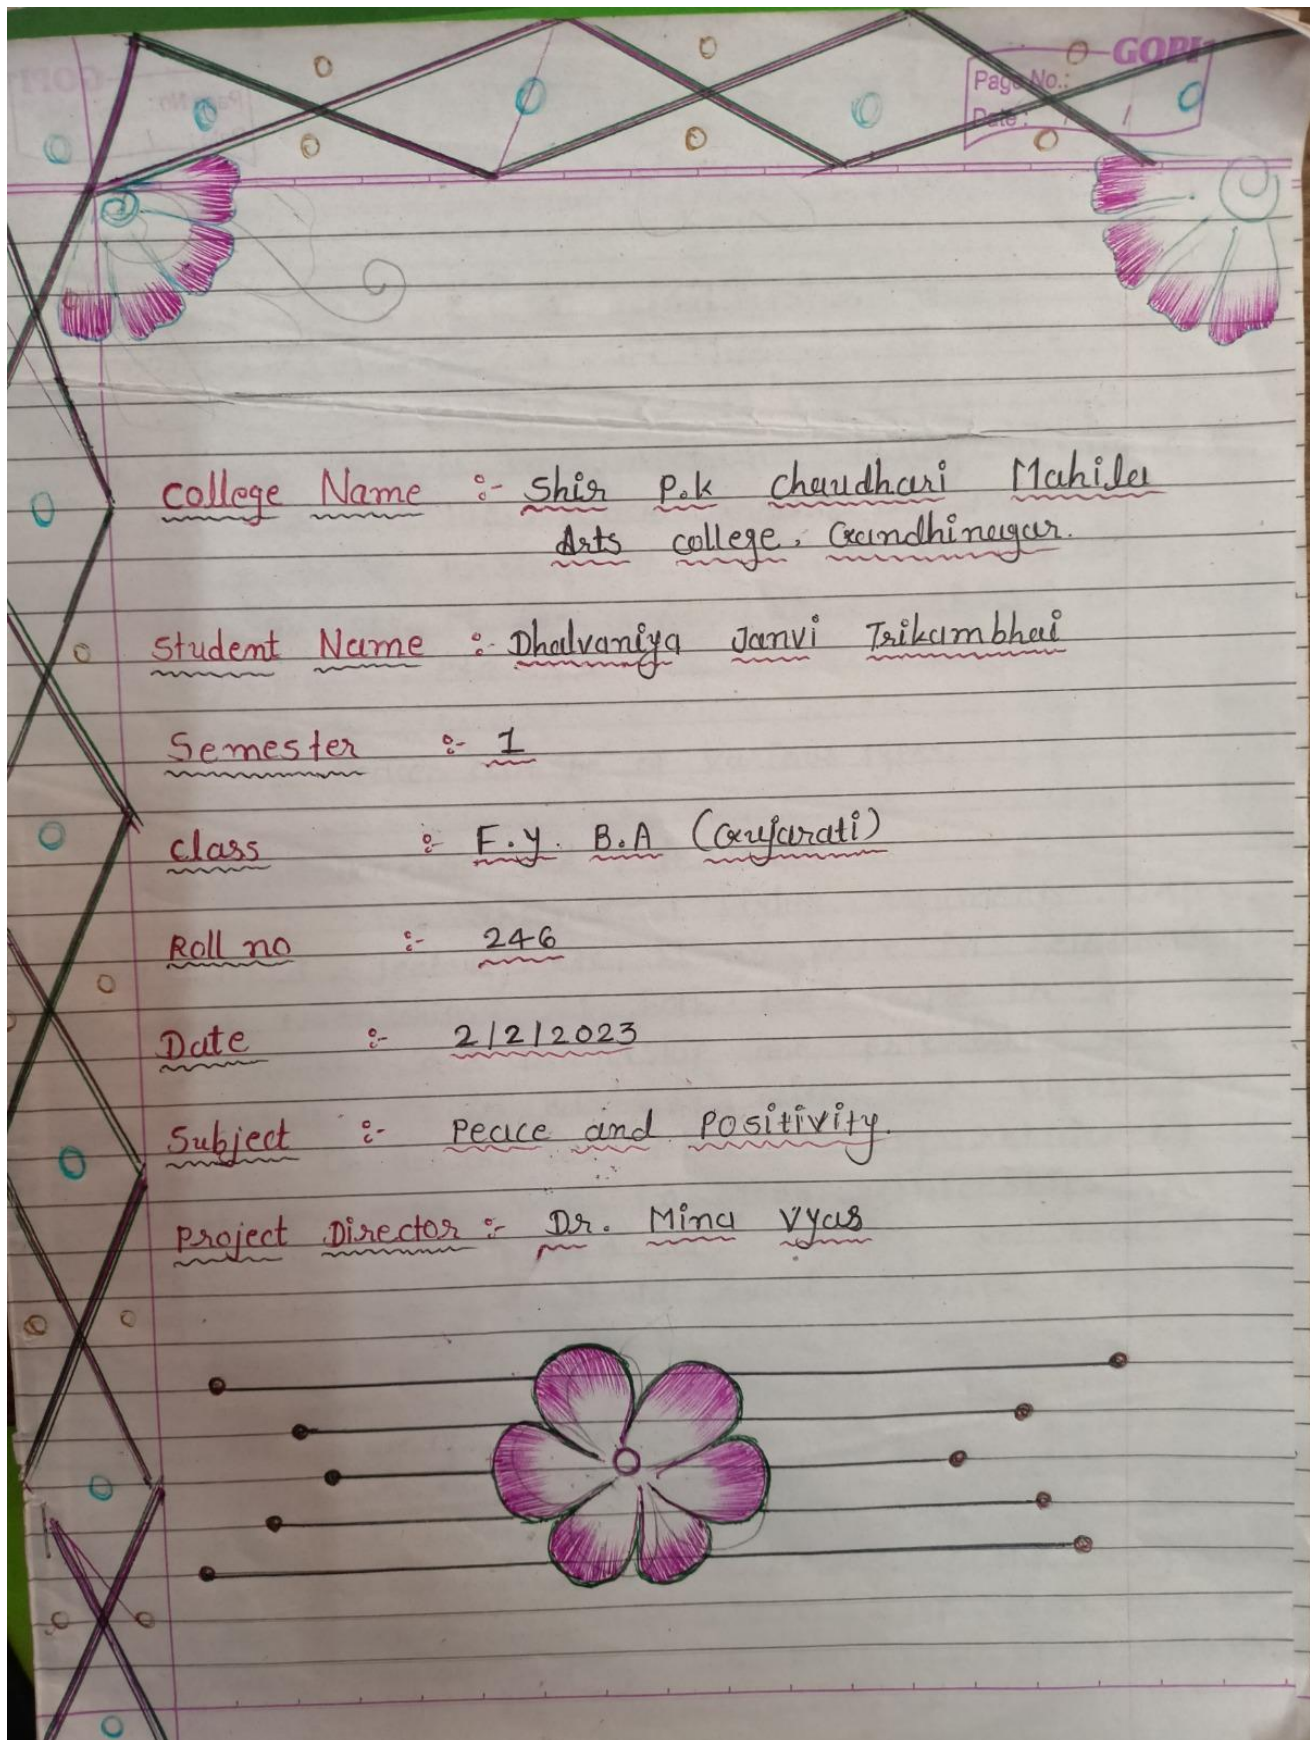 GOPI
Page No.:
Date : / /
College Name :- Shir P.k Chaudhari Mahila
Arts college, Gandhinagar.
Student Name :- Dhalvaniya Janvi Trikambhai
Semester :- 1
class :- F.y. B.A (Gujarati)
Roll no :- 246
Date :- 2/2/2023
Subject :- Peace and Positivity.
Project Director :- Dr. Mina Vyas